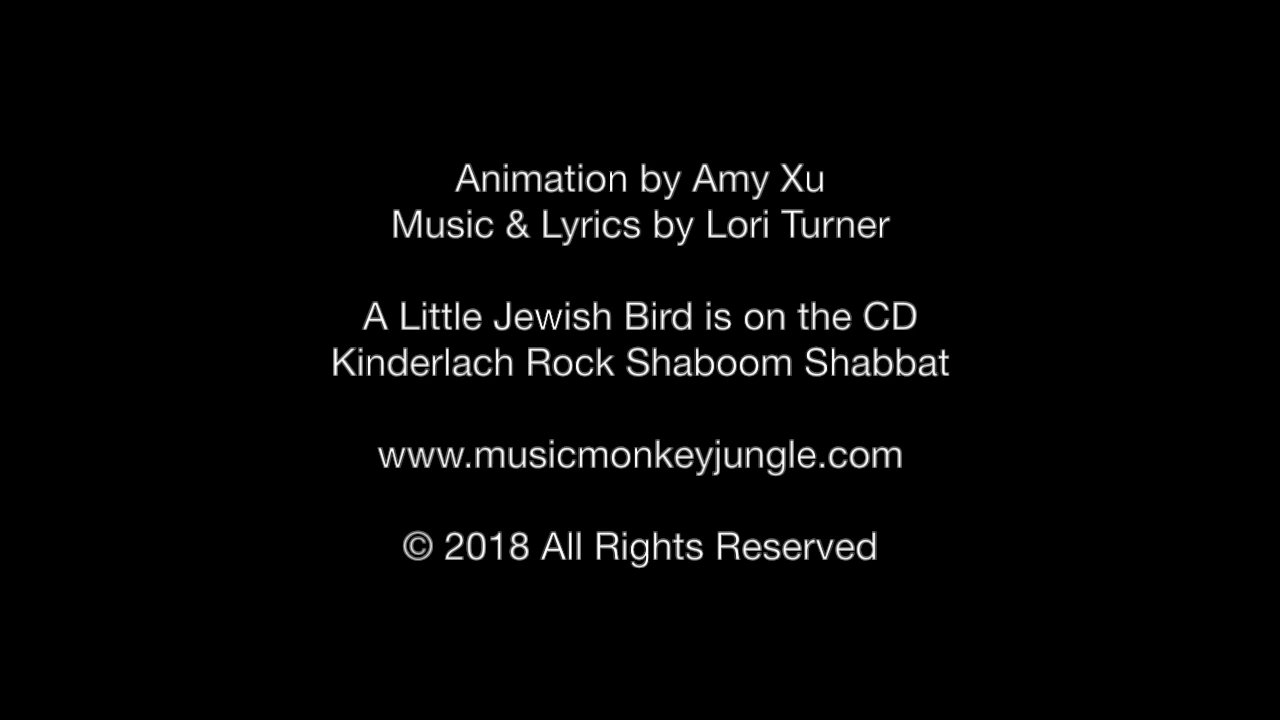 Animation by Amy Xu
Music & Lyrics by Lori Turner
A Little Jewish Bird is on the CD
Kinderlach Rock Shaboom Shabbat
www.musicmonkeyjungle.com
© 2018 All Rights Reserved